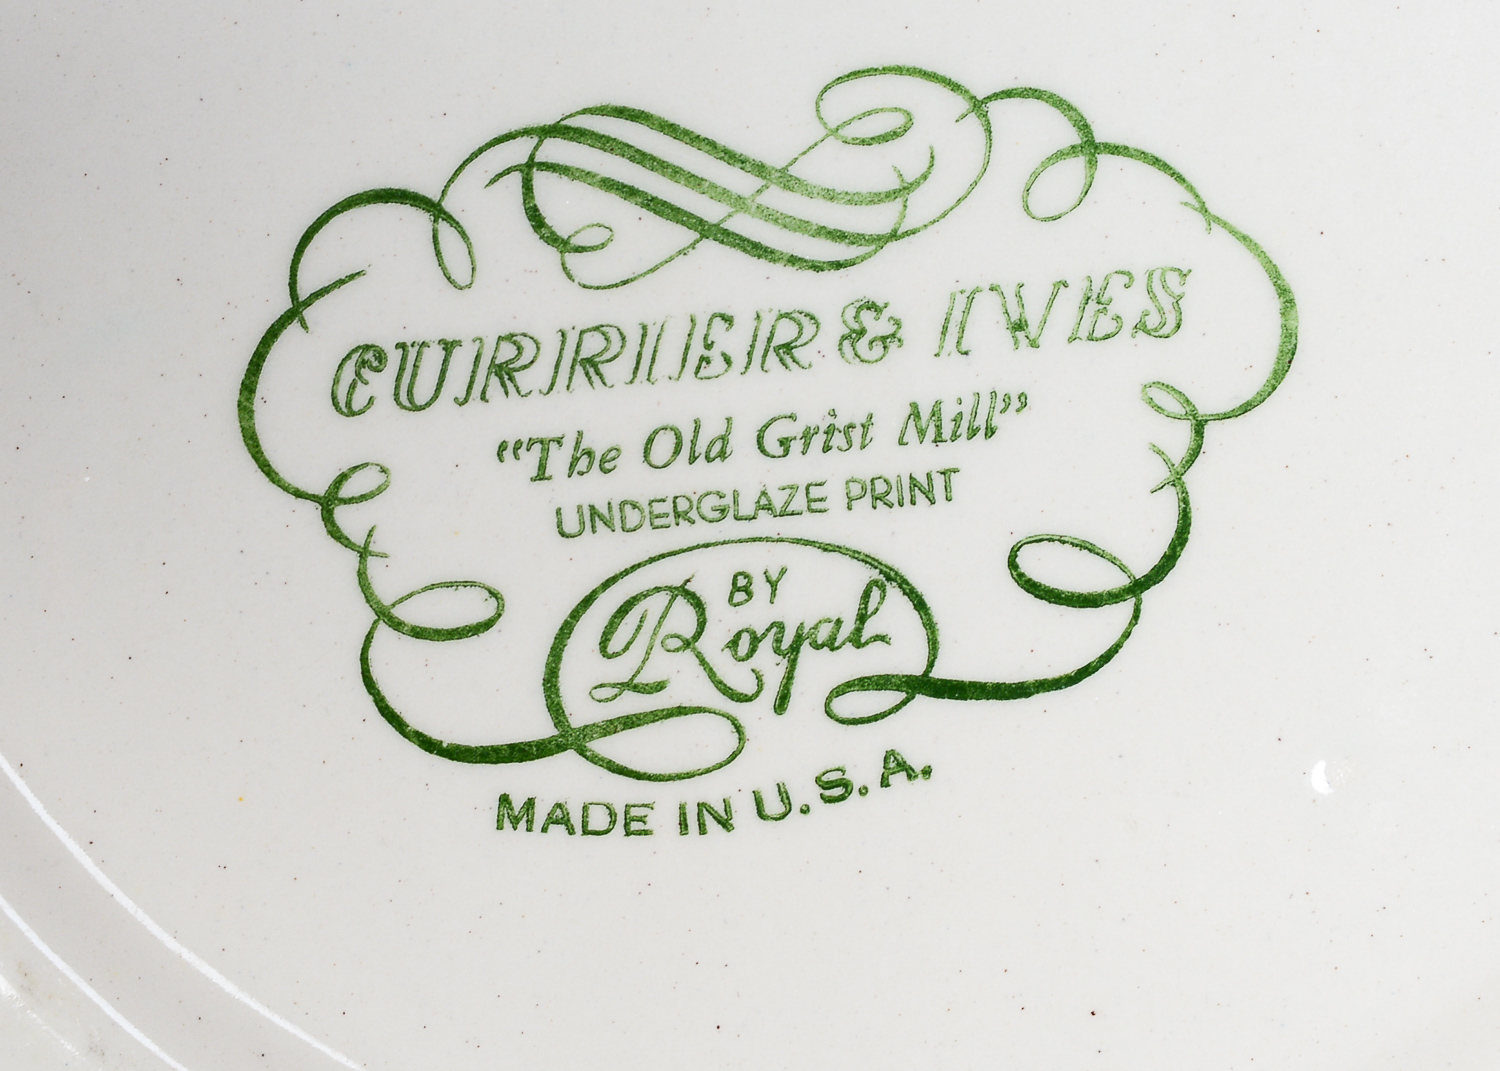 CURRIER & IVES
“The Old Grist Mill”
UNDERGLAZE PRINT
BY
Royal
MADE IN U.S.A.